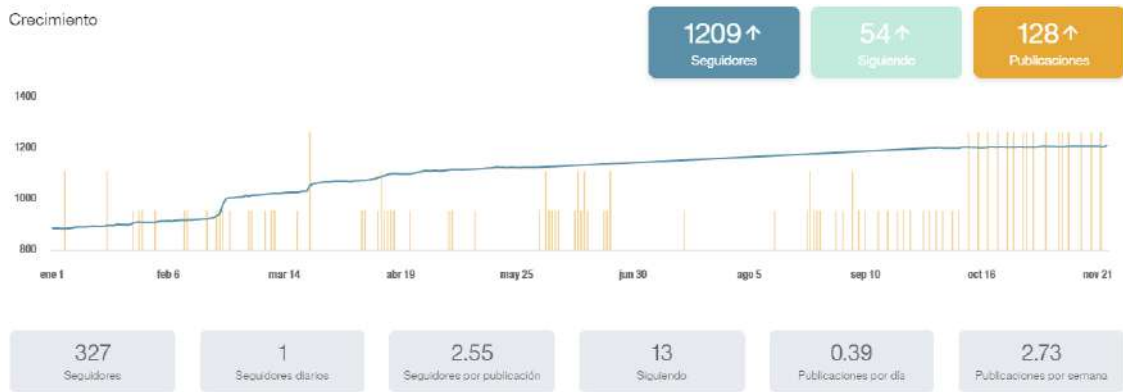 Crecimiento
1209↑
Seguidores
54↑
Siguiendo
128↑
Publicaciones
1400
1200
1000
800
ene 1
feb 6
mar 14
abr 19
may 25
jun 30
ago 5
sep 10
oct 16
nov 21
327
Seguidores
1
Seguidores diarios
2.55
Seguidores por publicación
13
Siguiendo
0.39
Publicaciones por día
2.73
Publicaciones por semana